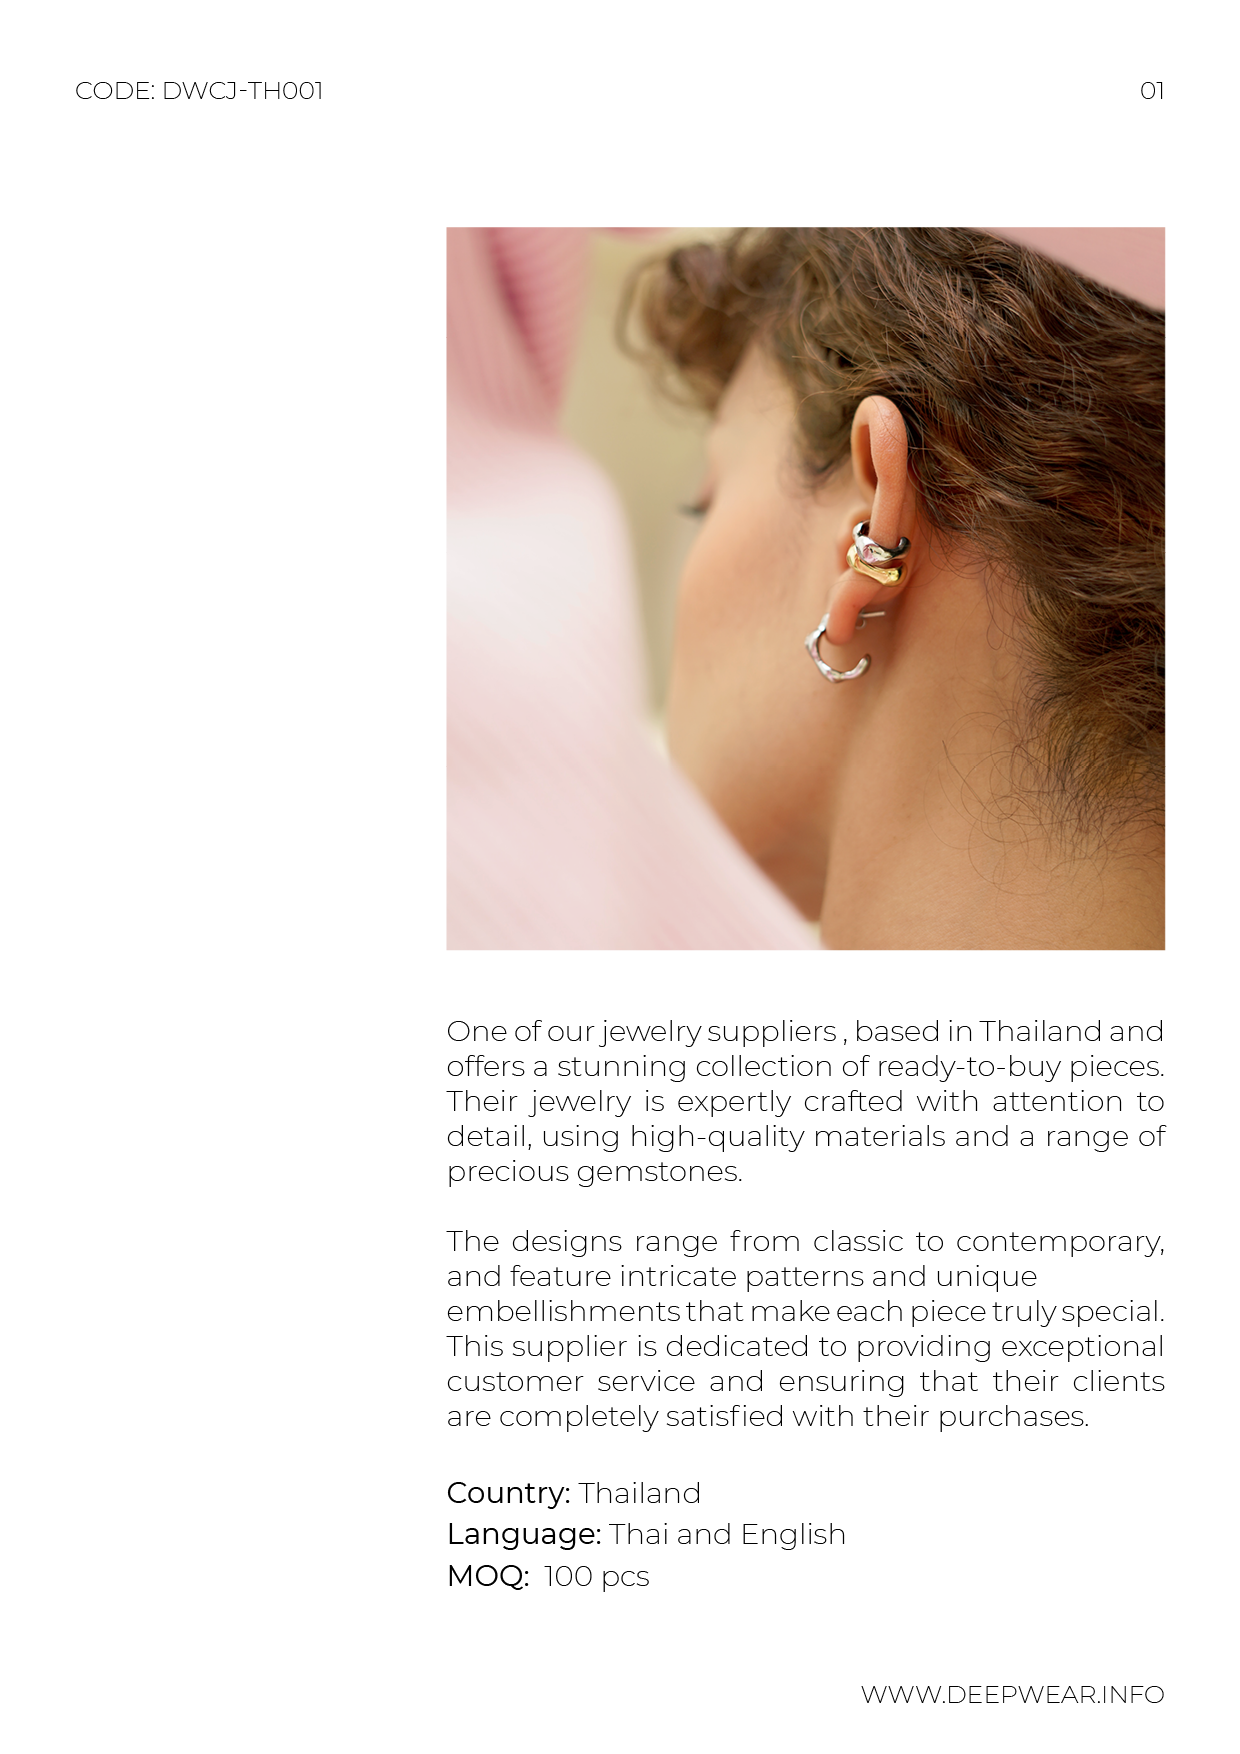 CODE: DWCJ-TH001
01
One of our jewelry suppliers , based in Thailand and
offers a stunning collection of ready-to-buy pieces.
Their jewelry is expertly crafted with attention to
detail, using high-quality materials and a range of
precious gemstones.
The designs range from classic to contemporary,
and feature intricate patterns and unique
embellishments that make each piece truly special.
This supplier is dedicated to providing exceptional
customer service and ensuring that their clients
are completely satisfied with their purchases.
Country: Thailand
Language: Thai and English
MOQ: 100 pcs
WWW.DEEPWEAR.INFO